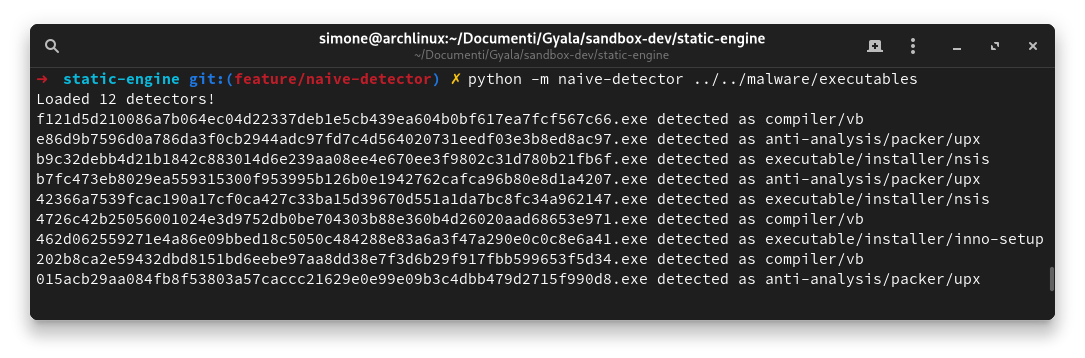 simone@archlinux:~/Documenti/Gyala/sandbox-dev/static-engine
~/Documenti/Gyala/sandbox-dev/static-engine
➜ static-engine git:(feature/naive-detector) ✗ python -m naive-detector ../../malware/executables
Loaded 12 detectors!
f121d5d210086a7b064ec04d22337deb1e5cb439ea604b0bf617ea7fcf567c66.exe detected as compiler/vb
e86d9b7596d0a786da3f0cb2944adc97fd7c4d564020731eedf03e3b8ed8ac97.exe detected as anti-analysis/packer/upx
b9c32debb4d21b1842c883014d6e239aa08ee4e670ee3f9802c31d780b21fb6f.exe detected as executable/installer/nsis
b7fc473eb8029ea559315300f953995b126b0e1942762cafca96b80e8d1a4207.exe detected as anti-analysis/packer/upx
42366a7539fcac190a17cf0ca427c33ba15d39670d551a1da7bc8fc34a962147.exe detected as executable/installer/nsis
4726c42b25056001024e3d9752db0be704303b88e360b4d26020aad68653e971.exe detected as compiler/vb
462d062559271e4a86e09bbed18c5050c484288e83a6a3f47a290e0c0c8e6a41.exe detected as executable/installer/inno-setup
202b8ca2e59432dbd8151bd6eebe97aa8dd38e7f3d6b29f917fbb599653f5d34.exe detected as compiler/vb
015acb29aa084fb8f53803a57caccc21629e0e99e09b3c4dbb479d2715f990d8.exe detected as anti-analysis/packer/upx